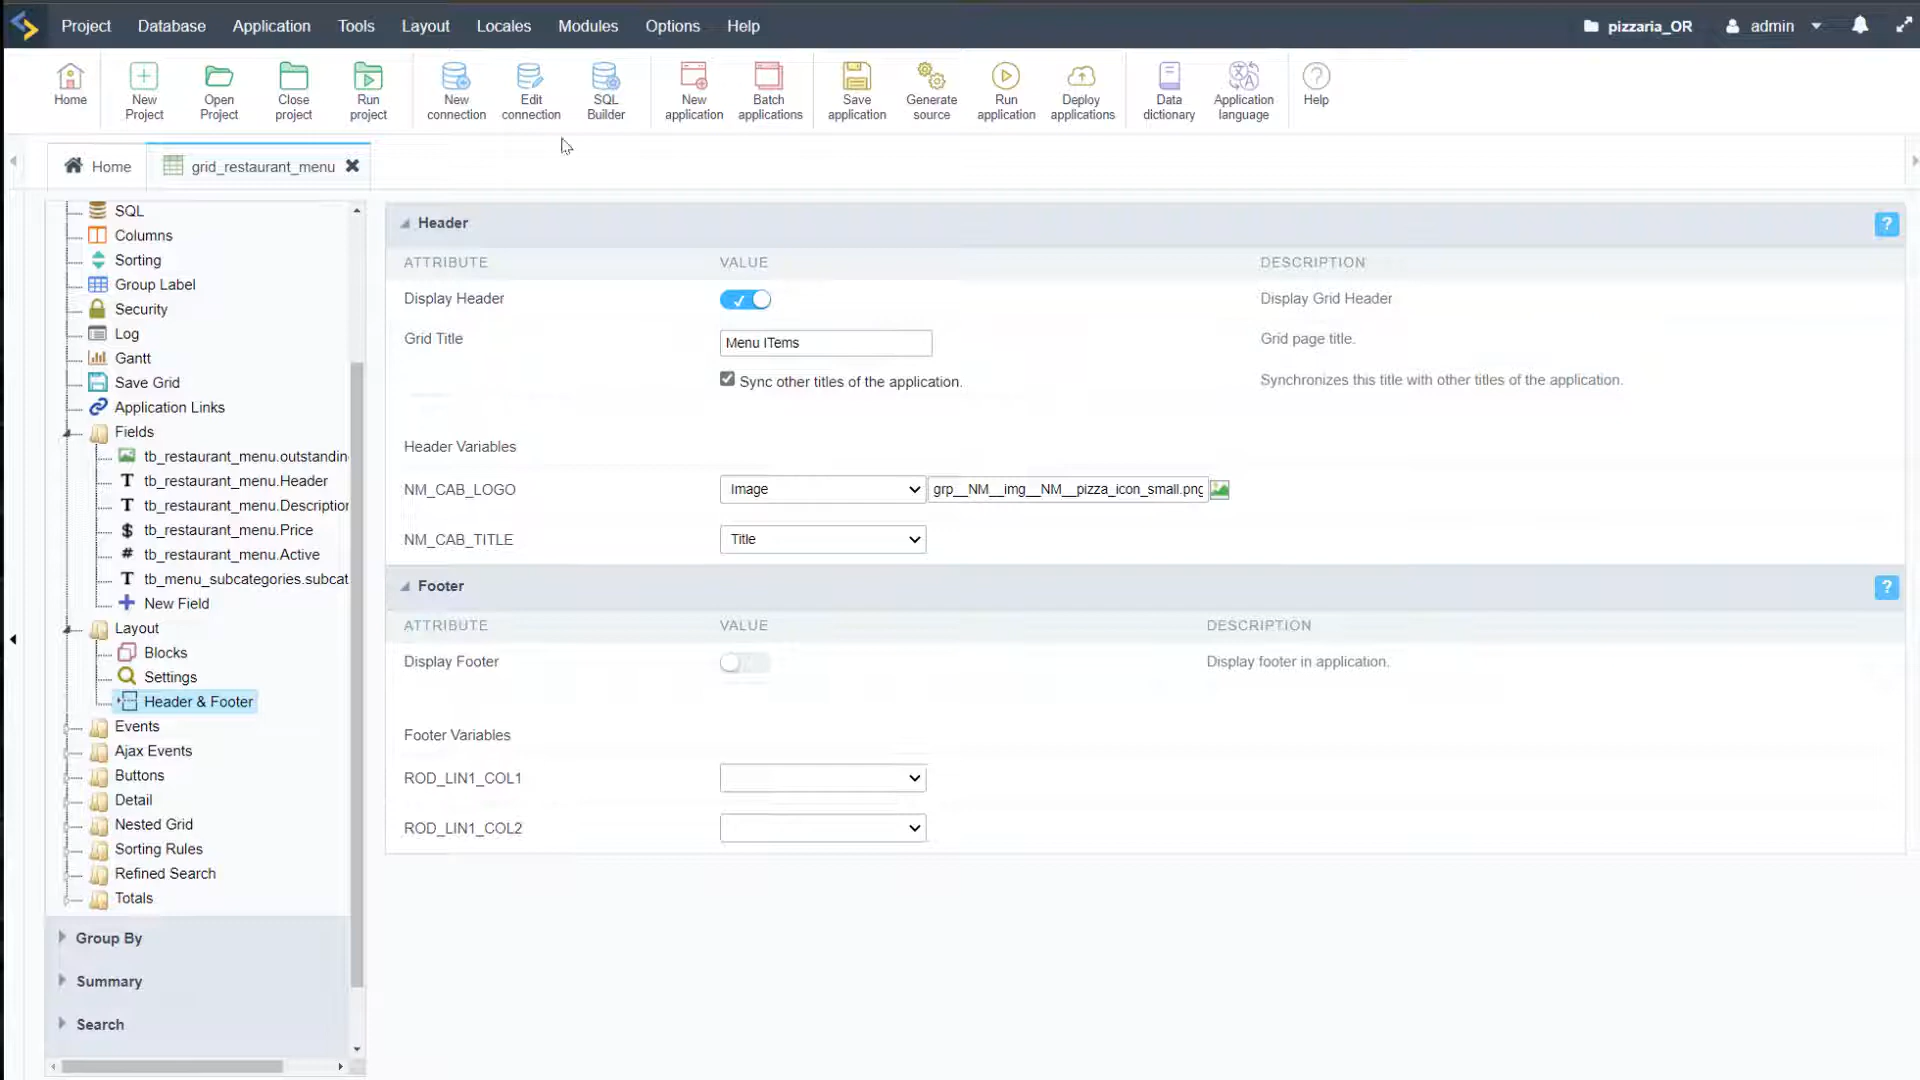 Project Database Application Tools Layout Locales Modules Options Help pizzaria_OR admin
Home New Project Open Project Close project Run project New connection Edit connection SQL Builder New application Batch applications Save application Generate source Run application Deploy applications Data dictionary Application language Help
Home grid_restaurant_menu
SQL
Columns
Sorting
Group Label
Security
Log
Gantt
Save Grid
Application Links
Fields
tb_restaurant_menu.outstandin
tb_restaurant_menu.Header
tb_restaurant_menu.Description
tb_restaurant_menu.Price
tb_restaurant_menu.Active
tb_menu_subcategories.subcat
New Field
Layout
Blocks
Settings
Header & Footer
Events
Ajax Events
Buttons
Detail
Nested Grid
Sorting Rules
Refined Search
Totals
Group By
Summary
Search
Header ?
ATTRIBUTE VALUE DESCRIPTION
Display Header Display Grid Header
Grid Title Menu ITems Grid page title.
Sync other titles of the application. Synchronizes this title with other titles of the application.
Header Variables
NM_CAB_LOGO Image grp__NM__img__NM__pizza_icon_small.png
NM_CAB_TITLE Title
Footer ?
ATTRIBUTE VALUE DESCRIPTION
Display Footer Display footer in application.
Footer Variables
ROD_LIN1_COL1
ROD_LIN1_COL2